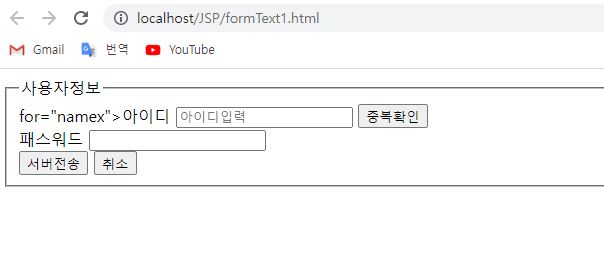 localhost/JSP/formText1.html
Gmail 번역 YouTube
사용자정보
for="namex">아이디 아이디입력 중복확인
패스워드
서버전송 취소